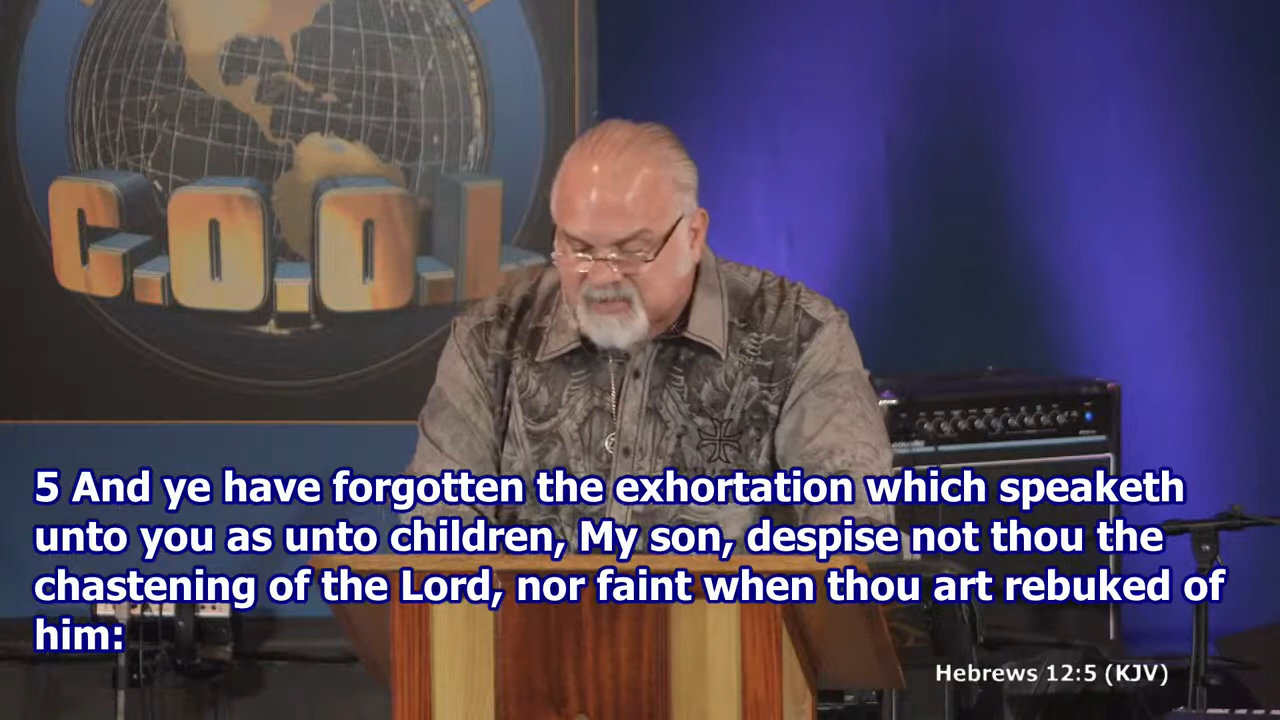 C.O.O.L
5 And ye have forgotten the exhortation which speaketh
unto you as unto children, My son, despise not thou the
chastening of the Lord, nor faint when thou art rebuked of
him:
Hebrews 12:5 (KJV)